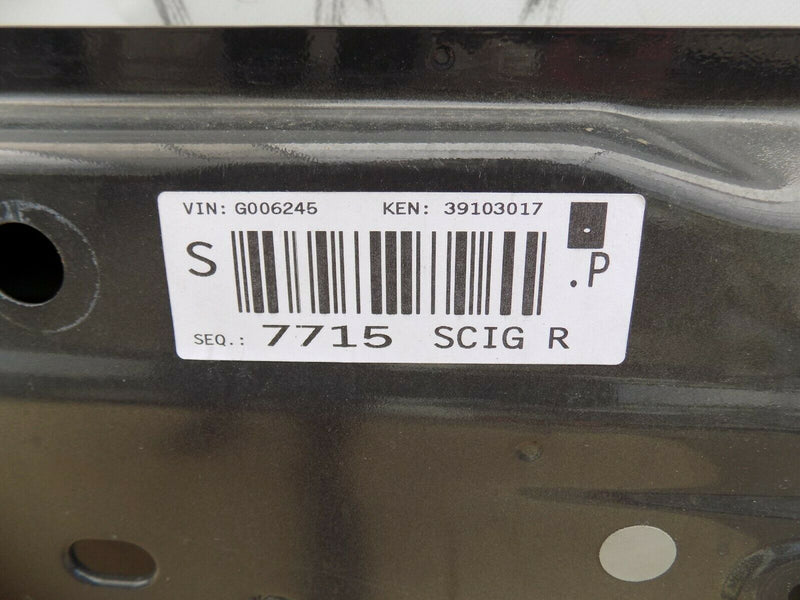 VIN: G006245 KEN: 39103017
S .P
SEQ.: 7715 SCIG R